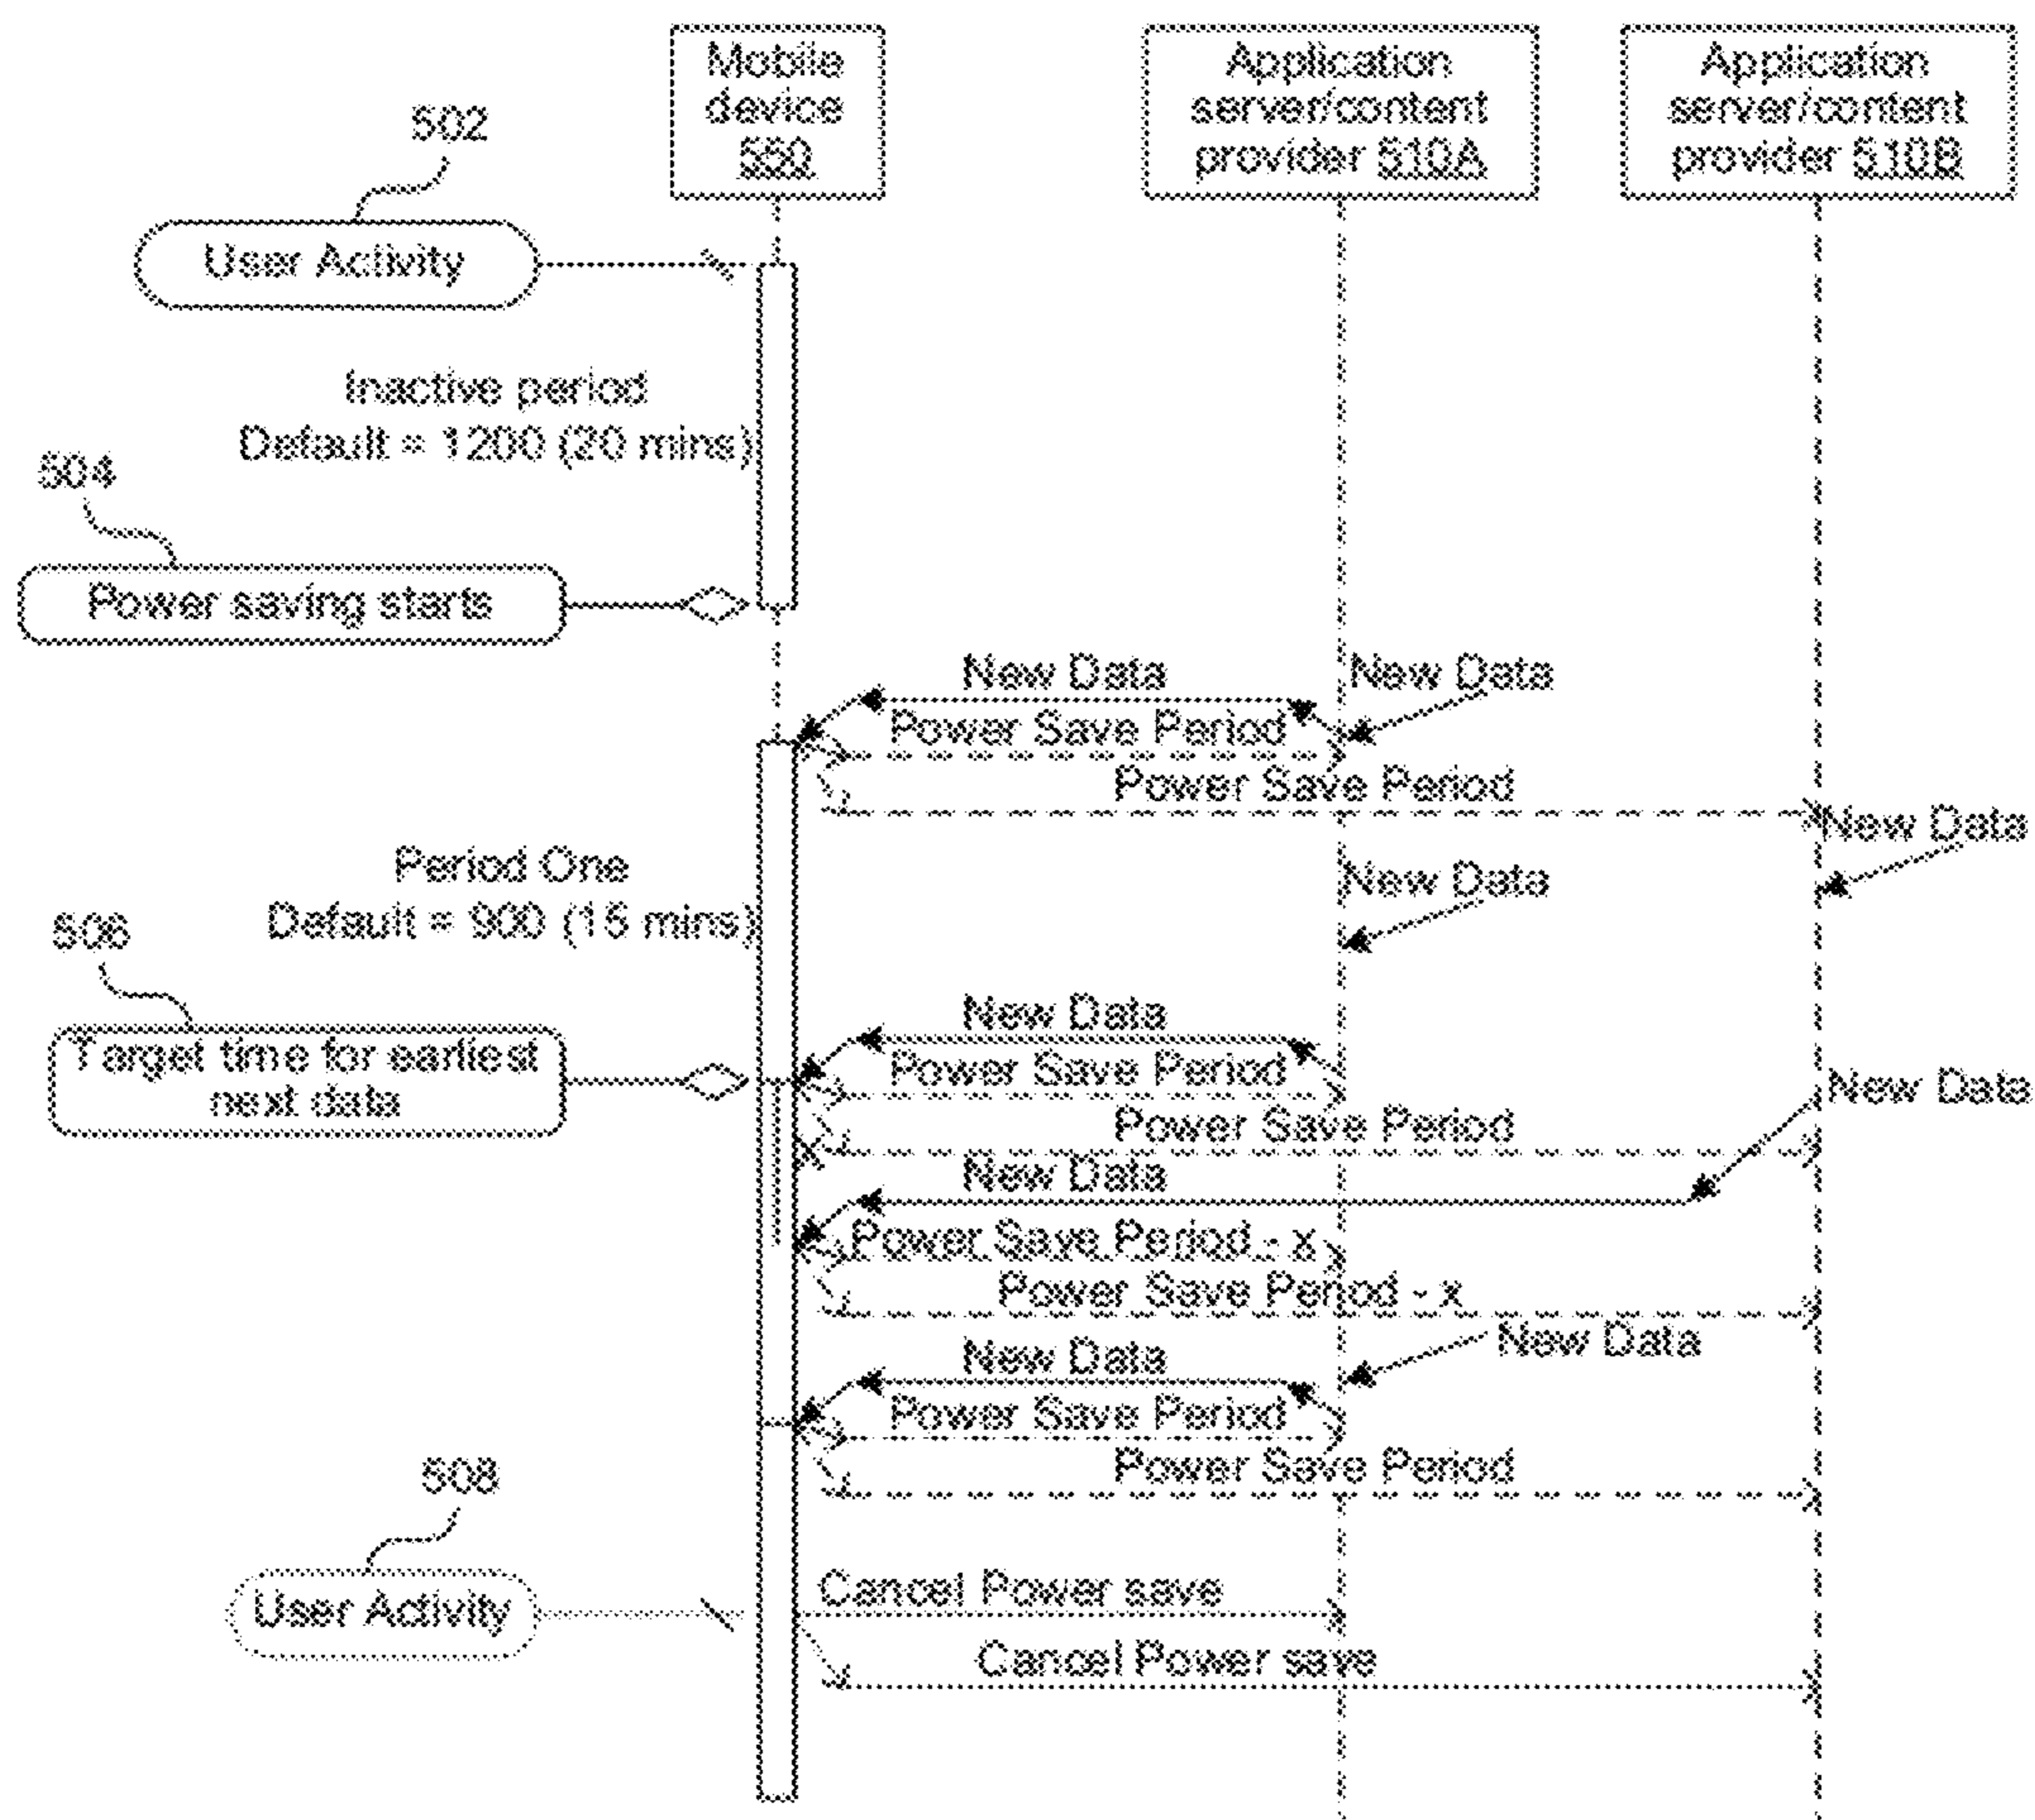 Mobile
device
550
Application
server/content
provider 510A
Application
server/content
provider 510B
502
User Activity
Inactive period
Default = 1200 (20 mins)
504
Power saving starts
New Data
New Data
Power Save Period
Power Save Period
New Data
Period One
Default = 900 (15 mins)
New Data
506
Target time for earliest
next data
New Data
Power Save Period
New Data
Power Save Period
New Data
Power Save Period - x
Power Save Period - x
New Data
New Data
Power Save Period
Power Save Period
508
User Activity
Cancel Power save
Cancel Power save